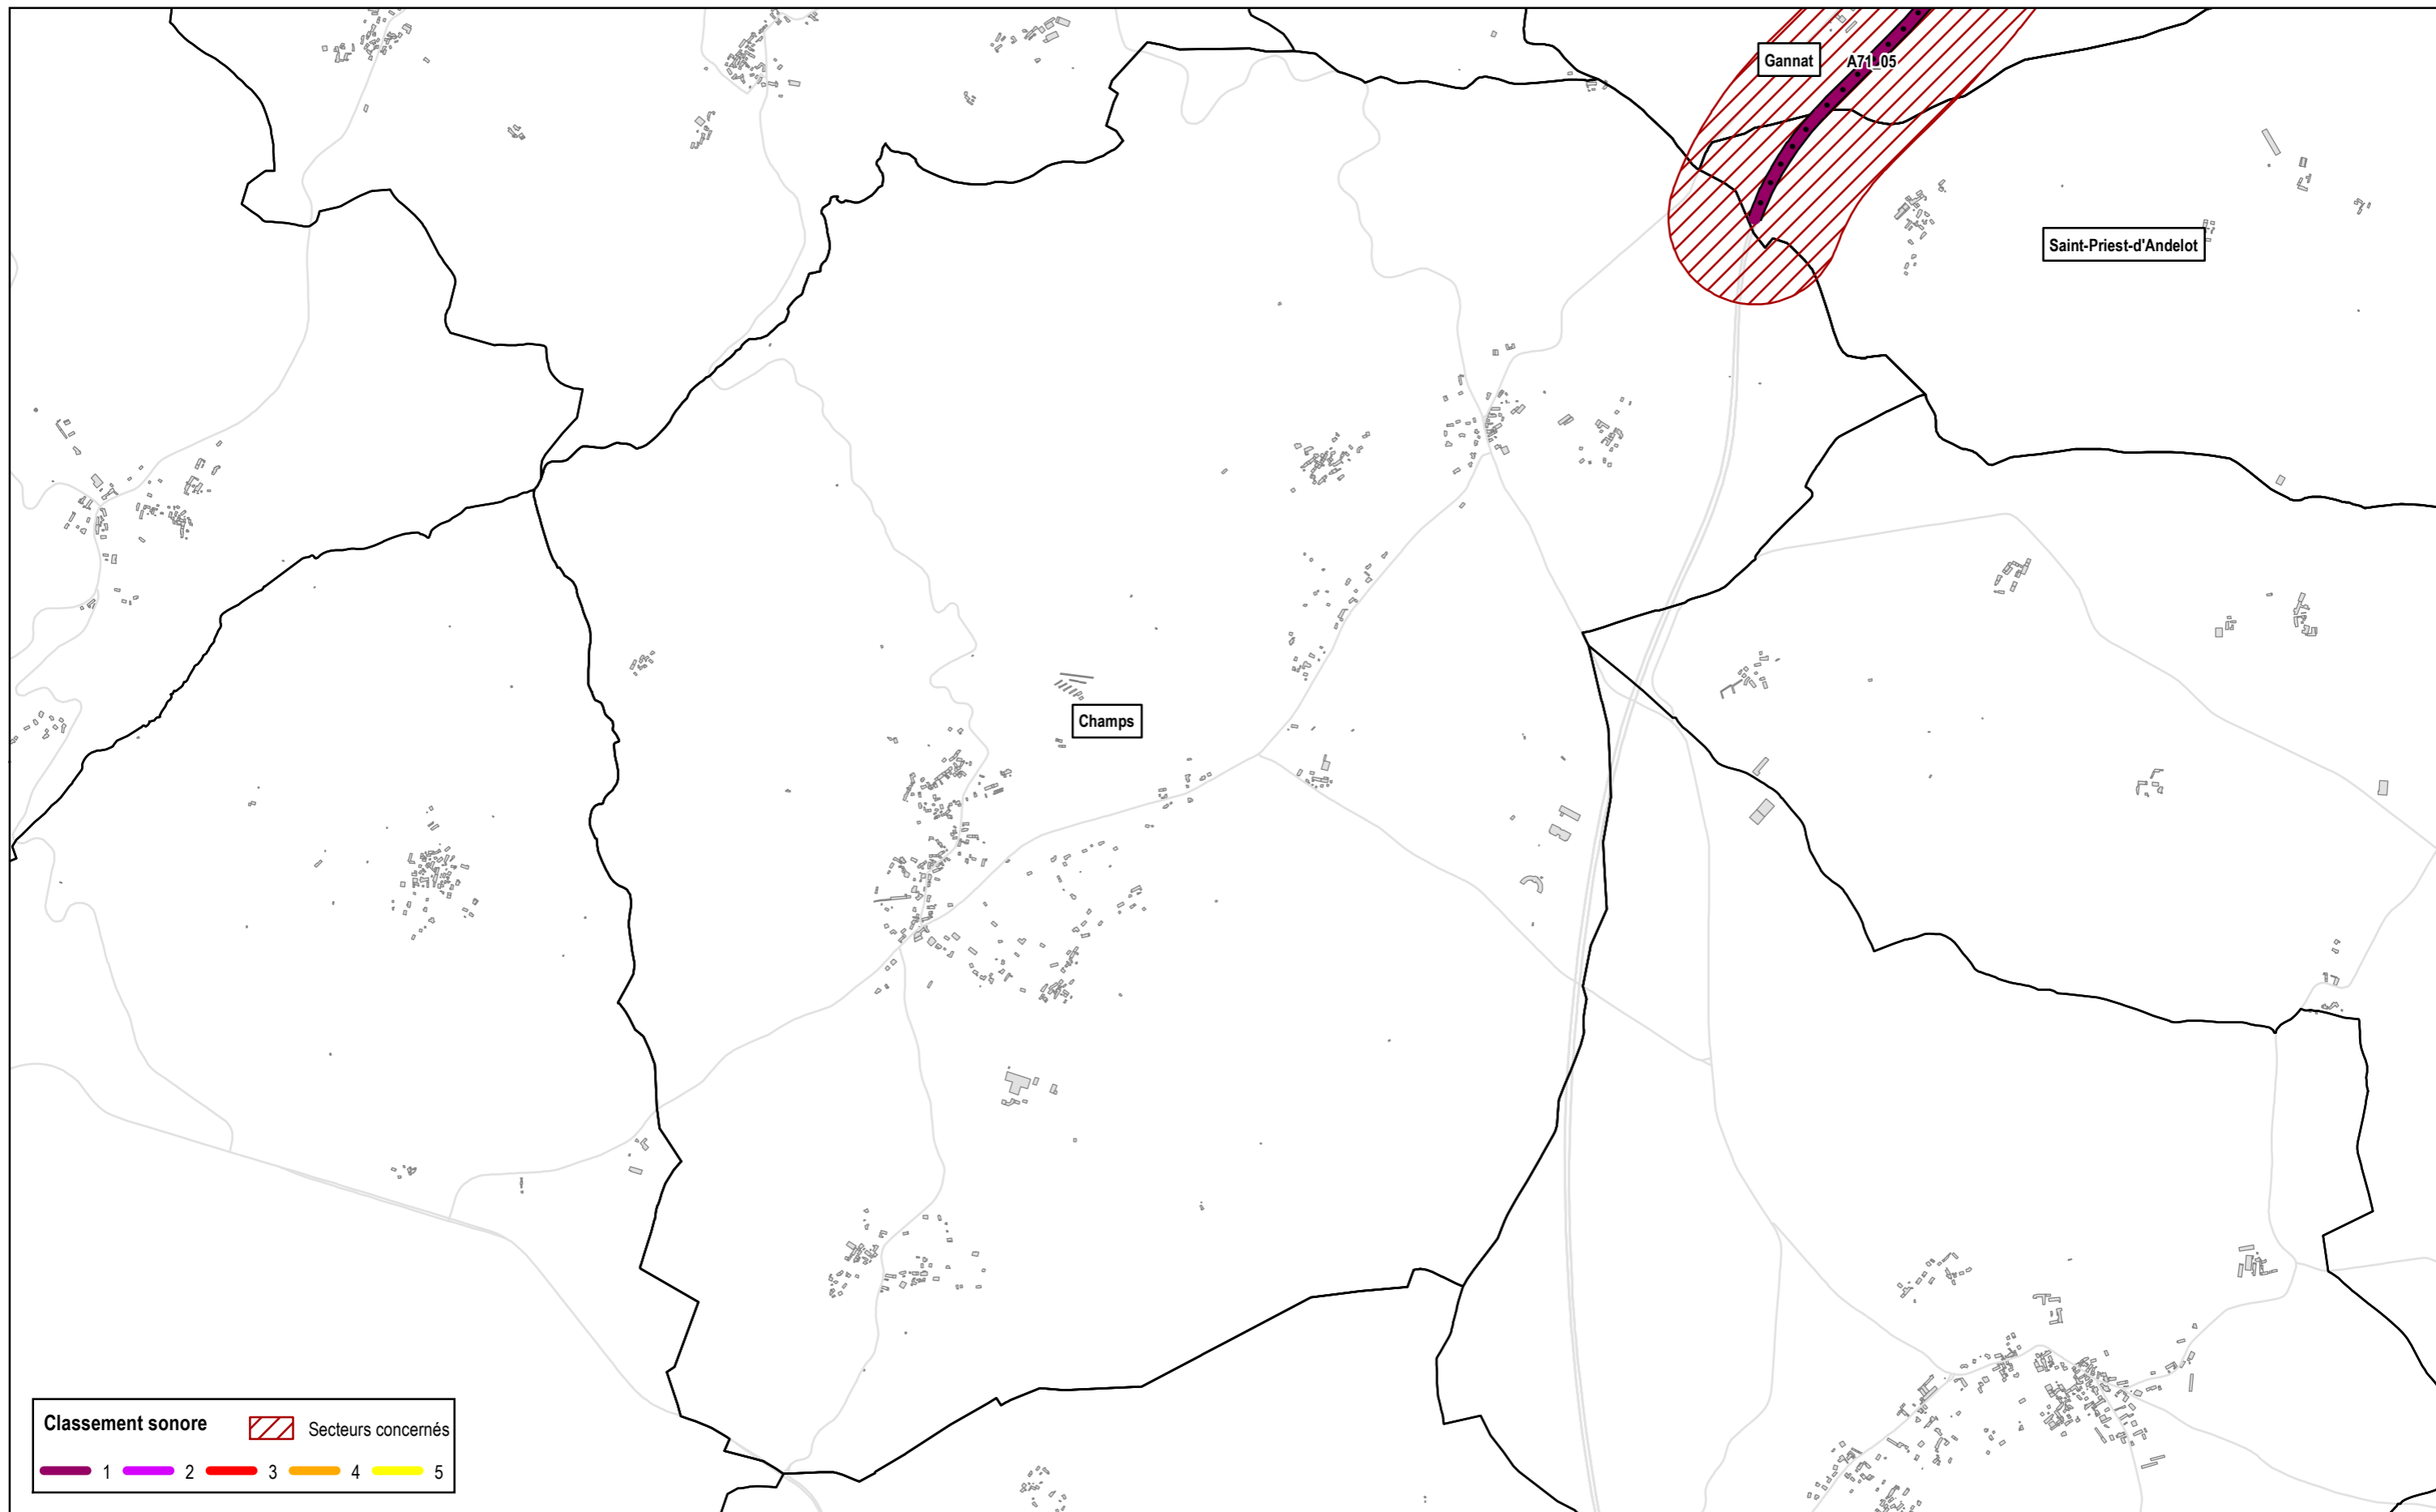 Gannat
A71_05
Saint-Priest-d'Andelot
Champs
Classement sonore
Secteurs concernés
1 2 3 4 5